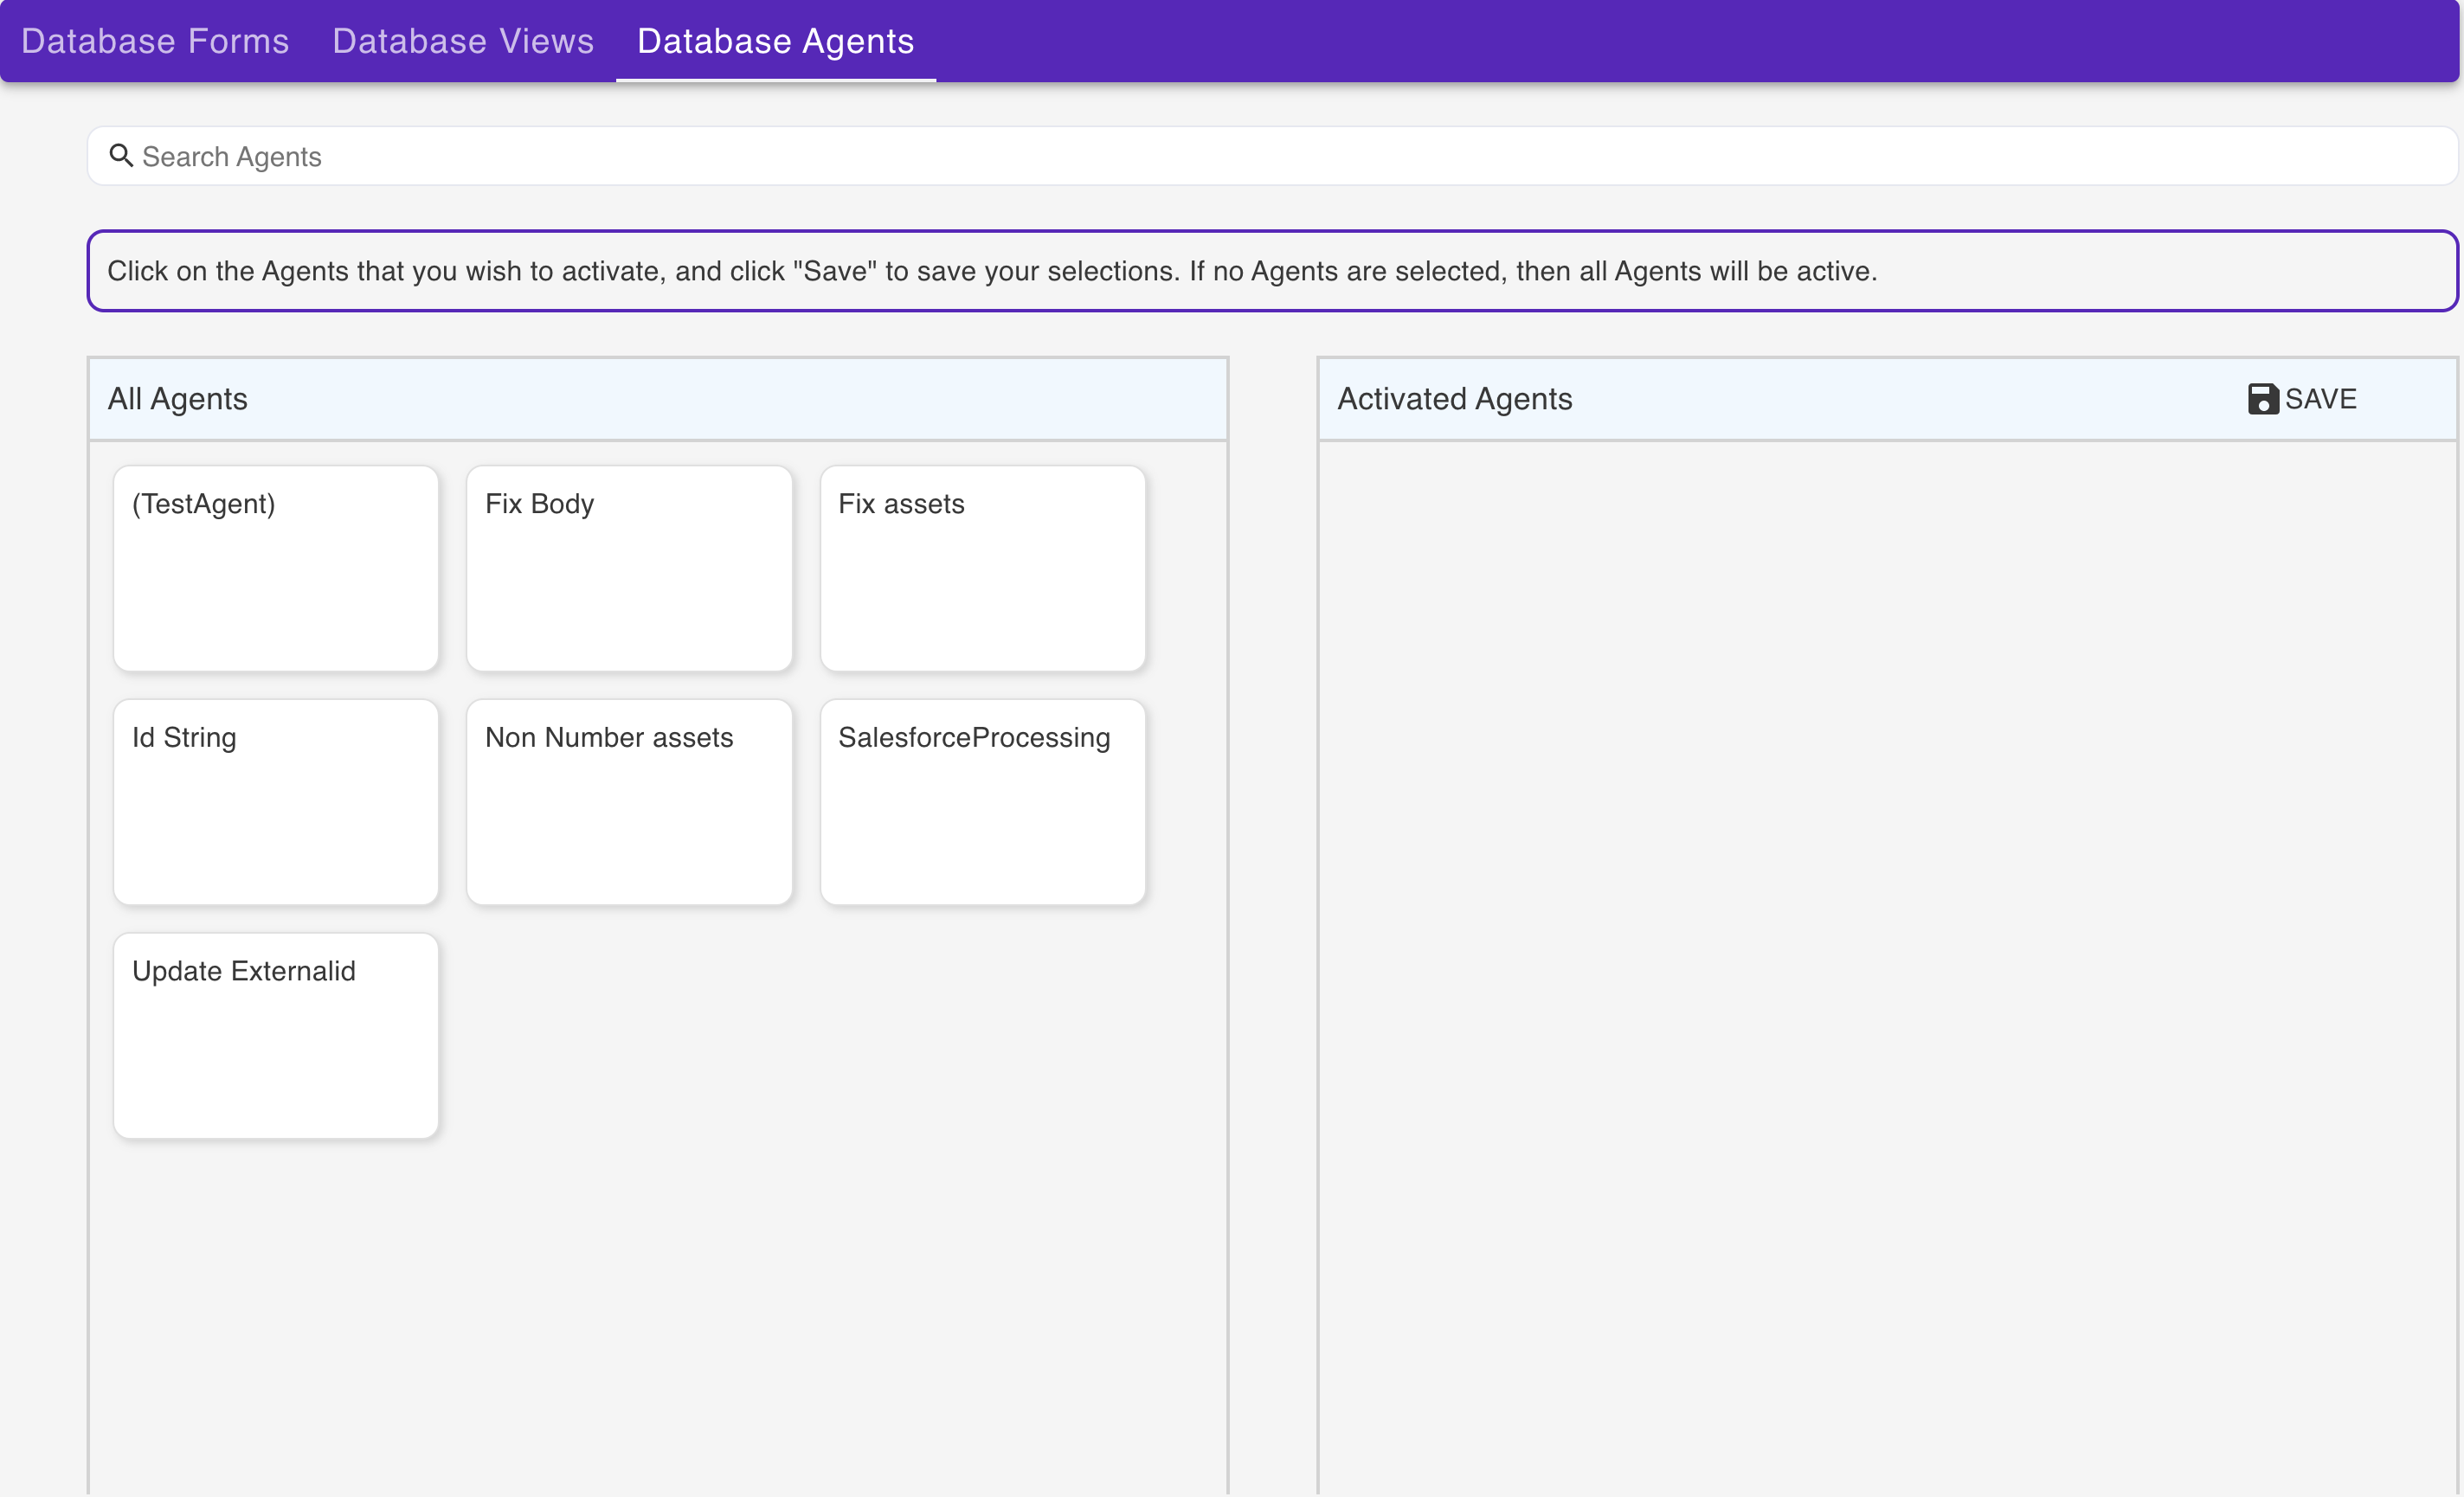 Database Forms Database Views Database Agents
Search Agents
Click on the Agents that you wish to activate, and click "Save" to save your selections. If no Agents are selected, then all Agents will be active.
All Agents
Activated Agents SAVE
(TestAgent) Fix Body Fix assets
Id String Non Number assets SalesforceProcessing
Update Externalid